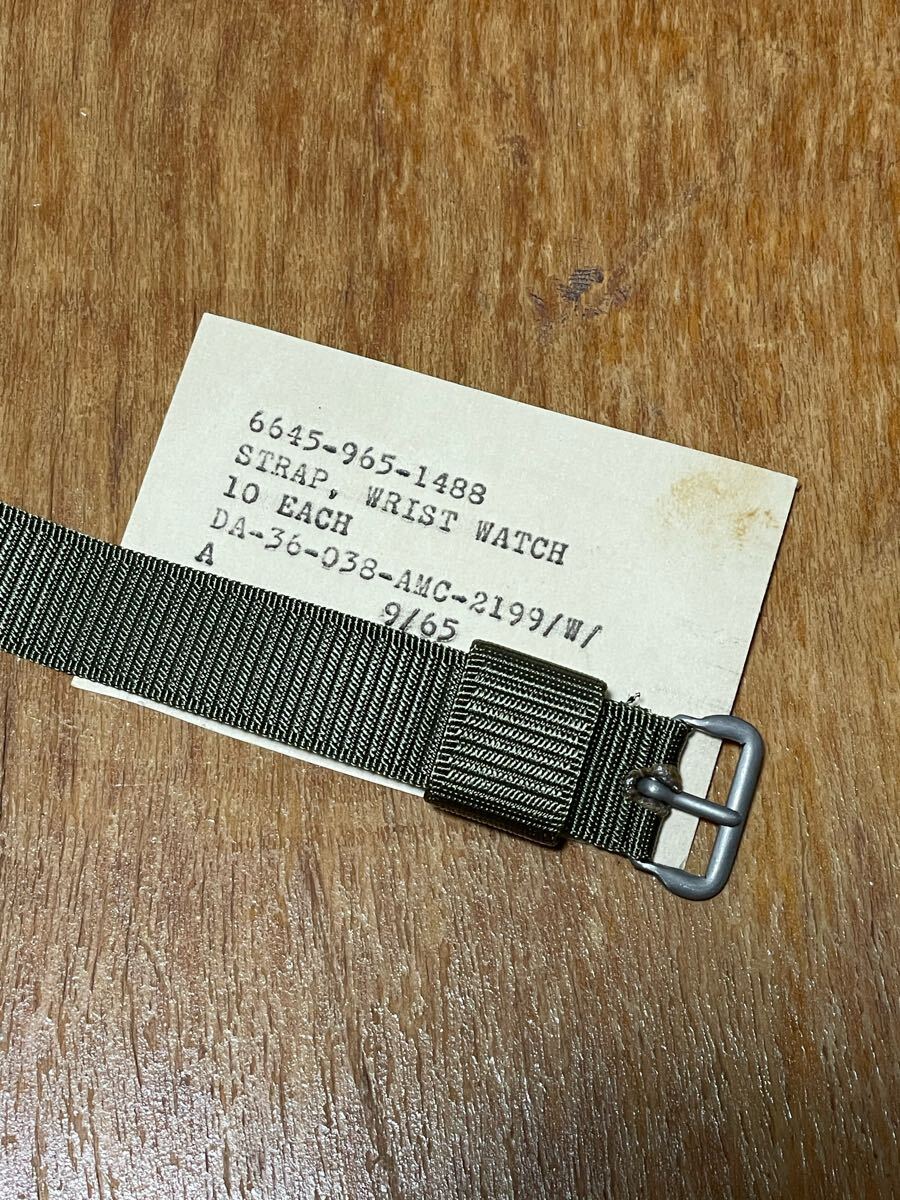 6645-965-1488
STRAP, WRIST WATCH
10 EACH
DA-36-038-AMC-2199/W/
A 9/65